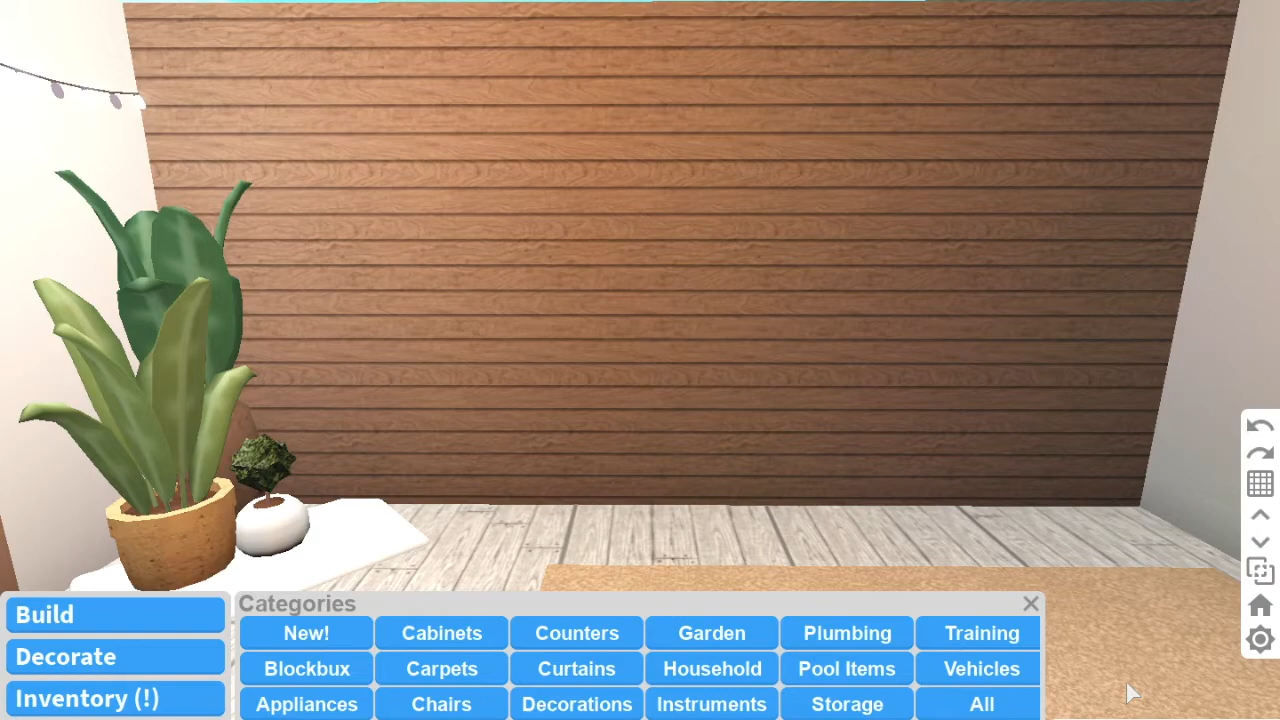 Build
Decorate
Inventory (!)
Categories
New! Cabinets Counters Garden Plumbing Training
Blockbux Carpets Curtains Household Pool Items Vehicles
Appliances Chairs Decorations Instruments Storage All